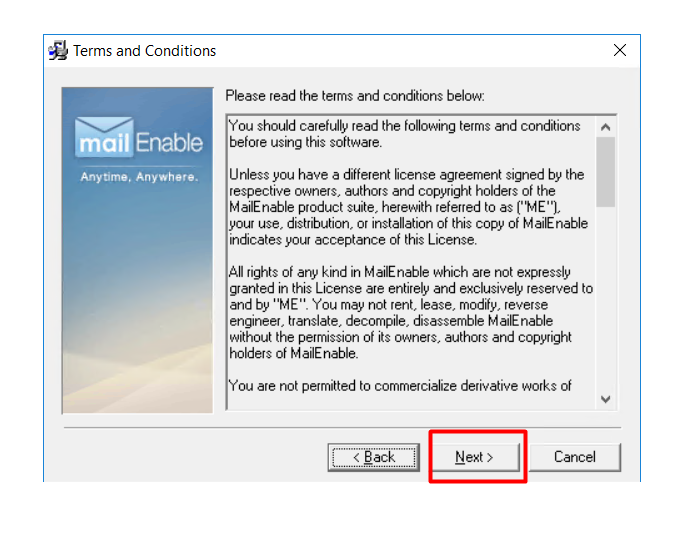 Terms and Conditions
Please read the terms and conditions below:
mail Enable
Anytime, Anywhere.
You should carefully read the following terms and conditions
before using this software.
Unless you have a different license agreement signed by the
respective owners, authors and copyright holders of the
MailEnable product suite, herewith referred to as ("ME"),
your use, distribution, or installation of this copy of MailEnable
indicates your acceptance of this License.
All rights of any kind in MailEnable which are not expressly
granted in this License are entirely and exclusively reserved to
and by "ME". You may not rent, lease, modify, reverse
engineer, translate, decompile, disassemble MailEnable
without the permission of its owners, authors and copyright
holders of MailEnable.
You are not permitted to commercialize derivative works of
< Back
Next >
Cancel